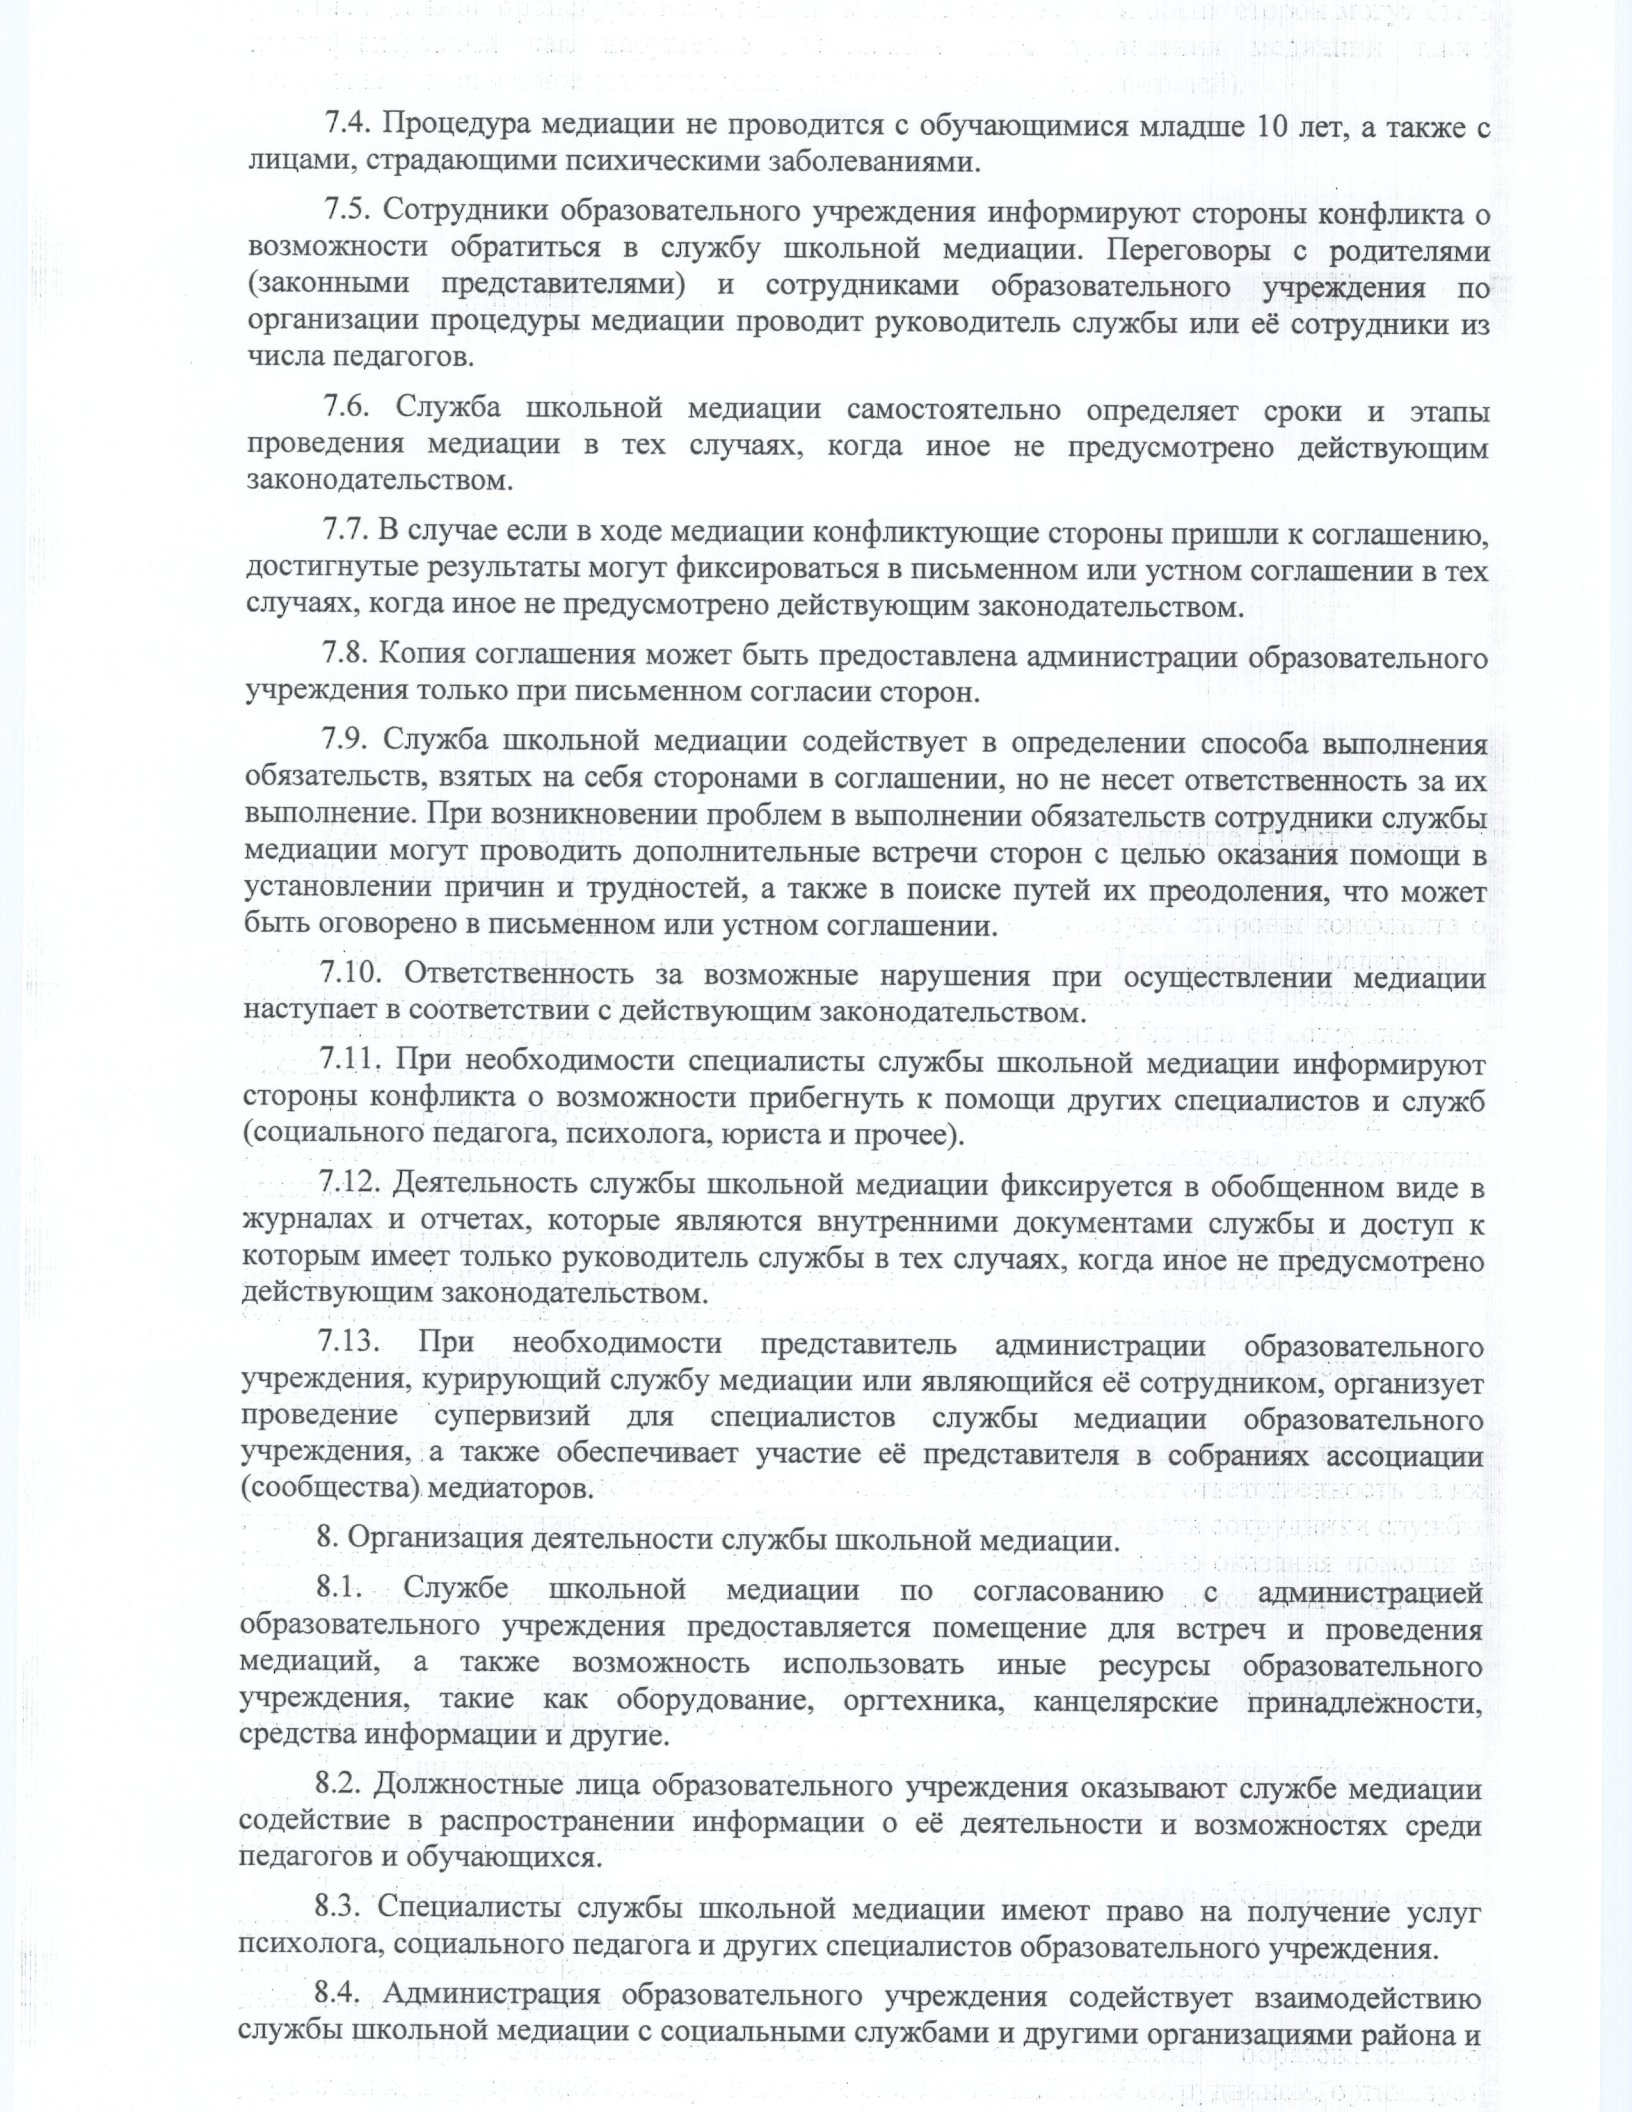 7.4. Процедура медиации не проводится с обучающимися младше 10 лет, а также с
лицами, страдающими психическими заболеваниями.
7.5. Сотрудники образовательного учреждения информируют стороны конфликта о
возможности обратиться в службу школьной медиации. Переговоры с родителями
(законными представителями) и сотрудниками образовательного учреждения по
организации процедуры медиации проводит руководитель службы или её сотрудники из
числа педагогов.
7.6. Служба школьной медиации самостоятельно определяет сроки и этапы
проведения медиации в тех случаях, когда иное не предусмотрено действующим
законодательством.
7.7. В случае если в ходе медиации конфликтующие стороны пришли к соглашению,
достигнутые результаты могут фиксироваться в письменном или устном соглашении в тех
случаях, когда иное не предусмотрено действующим законодательством.
7.8. Копия соглашения может быть предоставлена администрации образовательного
учреждения только при письменном согласии сторон.
7.9. Служба школьной медиации содействует в определении способа выполнения
обязательств, взятых на себя сторонами в соглашении, но не несет ответственность за их
выполнение. При возникновении проблем в выполнении обязательств сотрудники службы
медиации могут проводить дополнительные встречи сторон с целью оказания помощи в
установлении причин и трудностей, а также в поиске путей их преодоления, что может
быть оговорено в письменном или устном соглашении.
7.10. Ответственность за возможные нарушения при осуществлении медиации
наступает в соответствии с действующим законодательством.
7.11. При необходимости специалисты службы школьной медиации информируют
стороны конфликта о возможности прибегнуть к помощи других специалистов и служб
(социального педагога, психолога, юриста и прочее).
7.12. Деятельность службы школьной медиации фиксируется в обобщенном виде в
журналах и отчетах, которые являются внутренними документами службы и доступ к
которым имеет только руководитель службы в тех случаях, когда иное не предусмотрено
действующим законодательством.
7.13. При необходимости представитель администрации образовательного
учреждения, курирующий службу медиации или являющийся её сотрудником, организует
проведение супервизий для специалистов службы медиации образовательного
учреждения, а также обеспечивает участие её представителя в собраниях ассоциации
(сообщества) медиаторов.
8. Организация деятельности службы школьной медиации.
8.1. Службе школьной медиации по согласованию с администрацией
образовательного учреждения предоставляется помещение для встреч и проведения
медиаций, а также возможность использовать иные ресурсы образовательного
учреждения, такие как оборудование, оргтехника, канцелярские принадлежности,
средства информации и другие.
8.2. Должностные лица образовательного учреждения оказывают службе медиации
содействие в распространении информации о её деятельности и возможностях среди
педагогов и обучающихся.
8.3. Специалисты службы школьной медиации имеют право на получение услуг
психолога, социального педагога и других специалистов образовательного учреждения.
8.4. Администрация образовательного учреждения содействует взаимодействию
службы школьной медиации с социальными службами и другими организациями района и